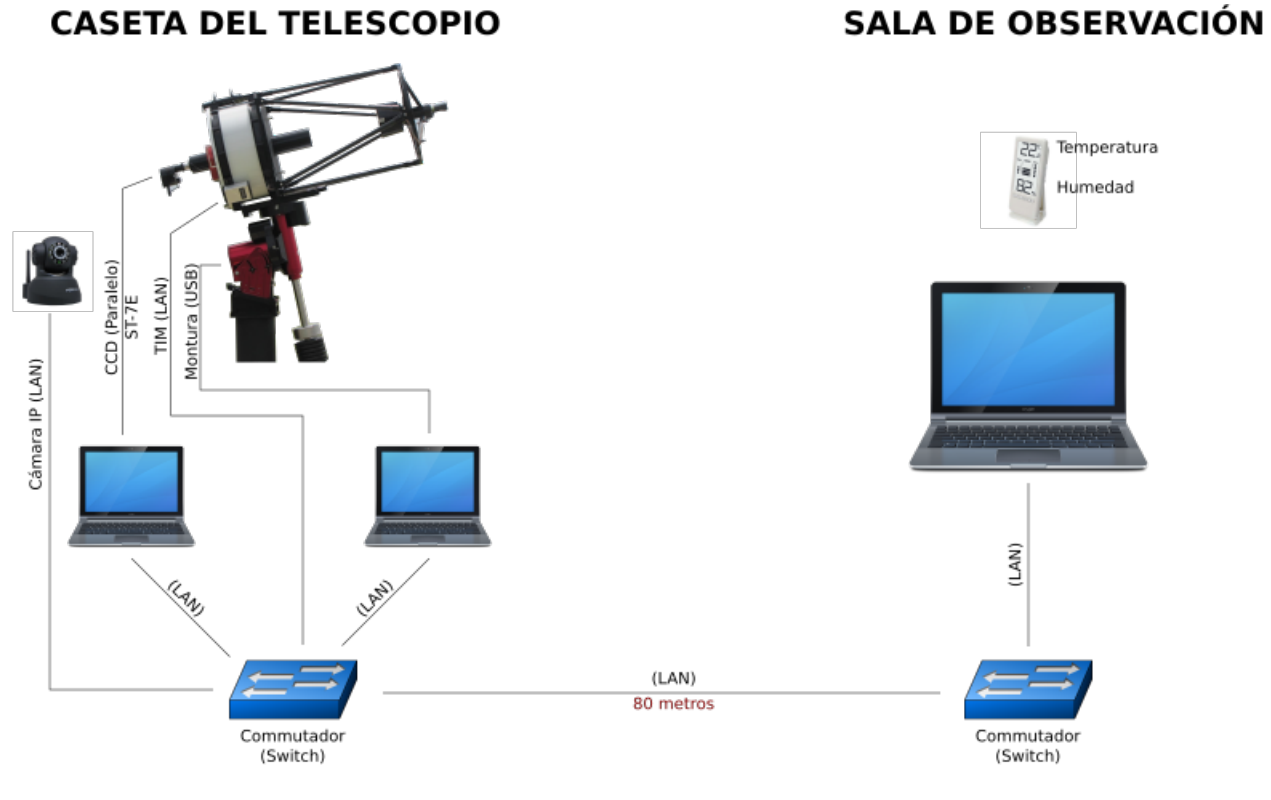 CASETA DEL TELESCOPIO
SALA DE OBSERVACIÓN
Temperatura
Humedad
Cámara IP (LAN)
CCD (Paralelo)
ST-7E
TIM (LAN)
Montura (USB)
(LAN)
(LAN)
(LAN)
(LAN)
80 metros
Commutador
(Switch)
Commutador
(Switch)